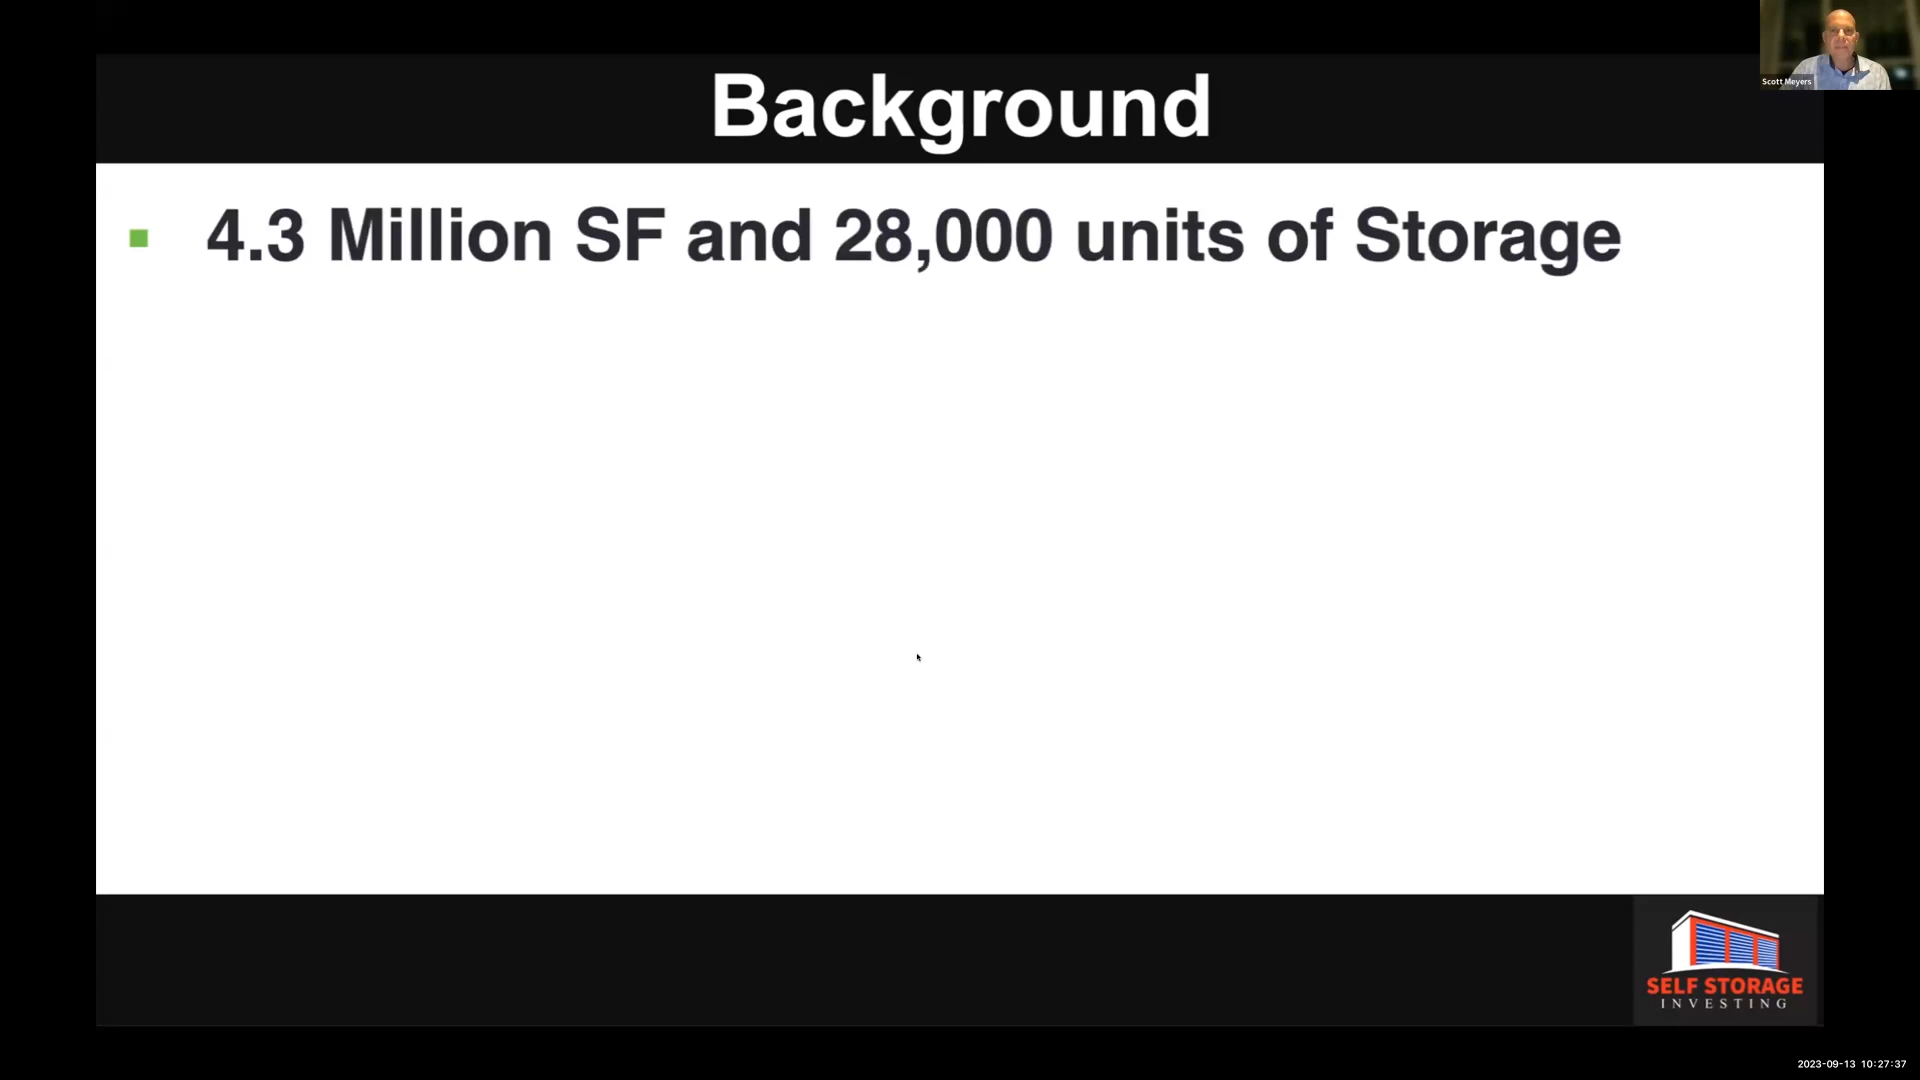 Background
Scott Meyers
▪ 4.3 Million SF and 28,000 units of Storage
SELF STORAGE
INVESTING
2023-09-13 10:27:37